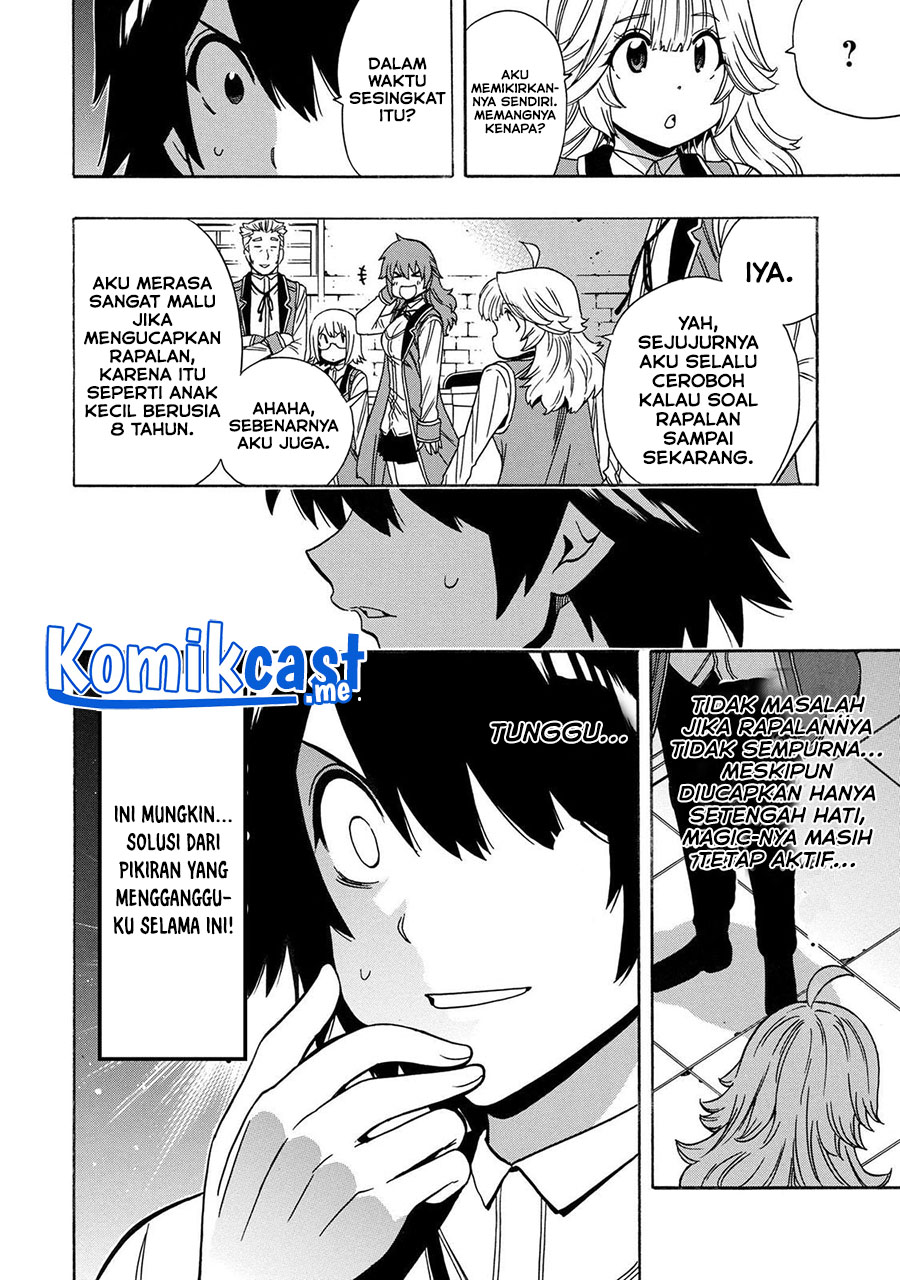 ?
AKU
MEMIKIRKAN-
NYA SENDIRI.
MEMANGNYA
KENAPA?
DALAM
WAKTU
SESINGKAT
ITU?
IYA.
YAH,
SEJUJURNYA
AKU SELALU
CEROBOH
KALAU SOAL
RAPALAN
SAMPAI
SEKARANG.
AHAHA,
SEBENARNYA
AKU JUGA.
AKU MERASA
SANGAT MALU
JIKA
MENGUCAPKAN
RAPALAN,
KARENA ITU
SEPERTI ANAK
KECIL BERUSIA
8 TAHUN.
Komikcast
.me
TIDAK MASALAH
JIKA RAPALANNYA
TIDAK SEMPURNA...
MESKIPUN
DIUCAPKAN HANYA
SETENGAH HATI,
MAGIC-NYA MASIH
TETAP AKTIF...
TUNGGU...
INI MUNGKIN...
SOLUSI DARI
PIKIRAN YANG
MENGGANGGU-
KU SELAMA INI!